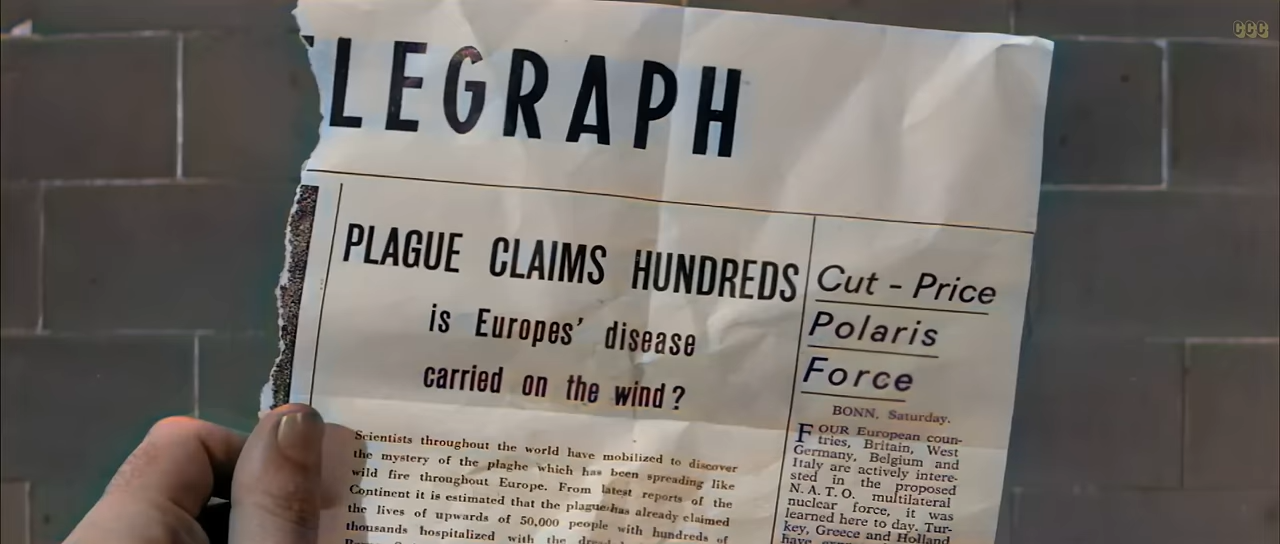 LEGRAPH
PLAGUE CLAIMS HUNDREDS
is Europes' disease
carried on the wind?
Scientists throughout the world have mobilized to discover
the mystery of the plaghe which has been spreading like
wild fire throughout Europe. From latest reports of the
Continent it is estimated that the plague has already claimed
the lives of upwards of 50,000 people with hundreds of
thousands hospitalized with the
Cut - Price
Polaris
Force
BONN, Saturday.
FOUR European coun-
tries, Britain, West
Germany, Belgium and
Italy are actively intere-
sted in the proposed
N.A.T.O. multilateral
nuclear force, it was
learned here to day. Tur-
key, Greece and Holland
have
CCC